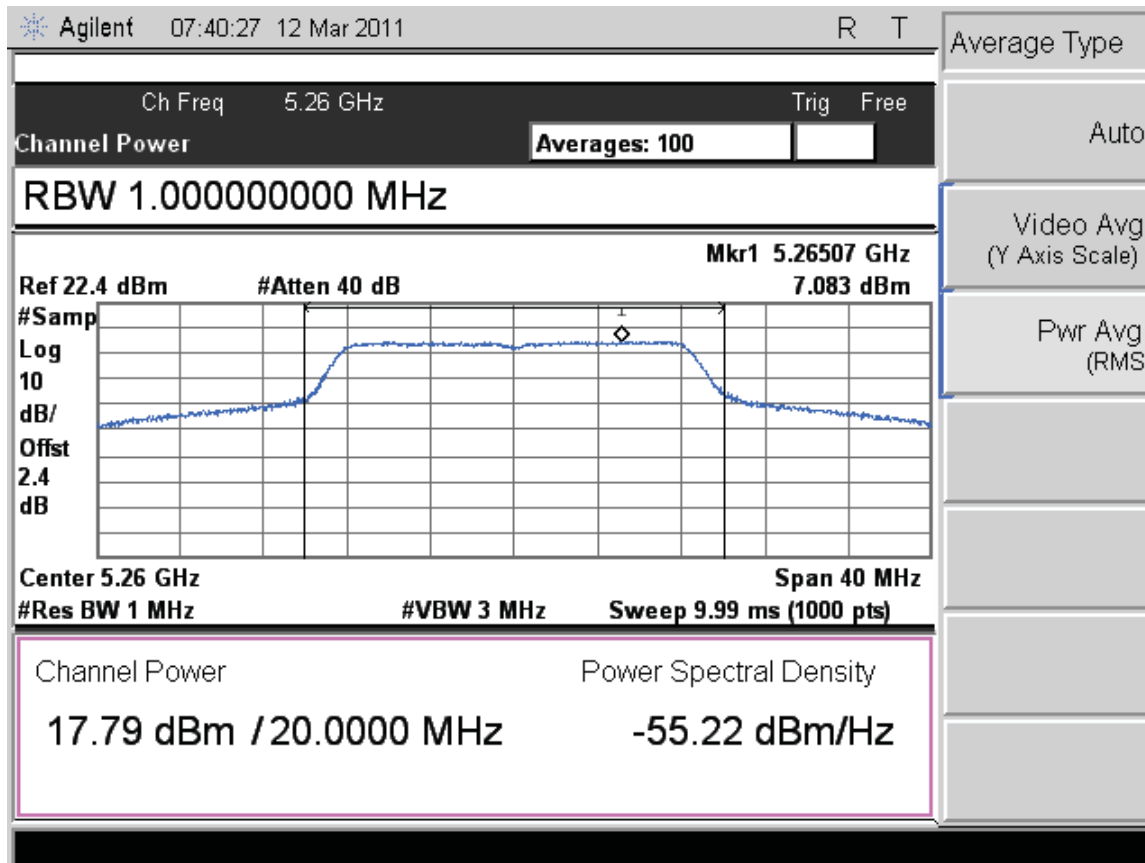 Agilent 07:40:27 12 Mar 2011 R T
Average Type
Ch Freq 5.26 GHz Trig Free
Channel Power Averages: 100
Auto
RBW 1.000000000 MHz
Video Avg
(Y Axis Scale)
Mkr1 5.26507 GHz
Ref 22.4 dBm #Atten 40 dB 7.083 dBm
#Samp
Log
10
dB/
Offst
2.4
dB
1
Pwr Avg
(RMS
Center 5.26 GHz Span 40 MHz
#Res BW 1 MHz #VBW 3 MHz Sweep 9.99 ms (1000 pts)
Channel Power Power Spectral Density
17.79 dBm / 20.0000 MHz -55.22 dBm/Hz